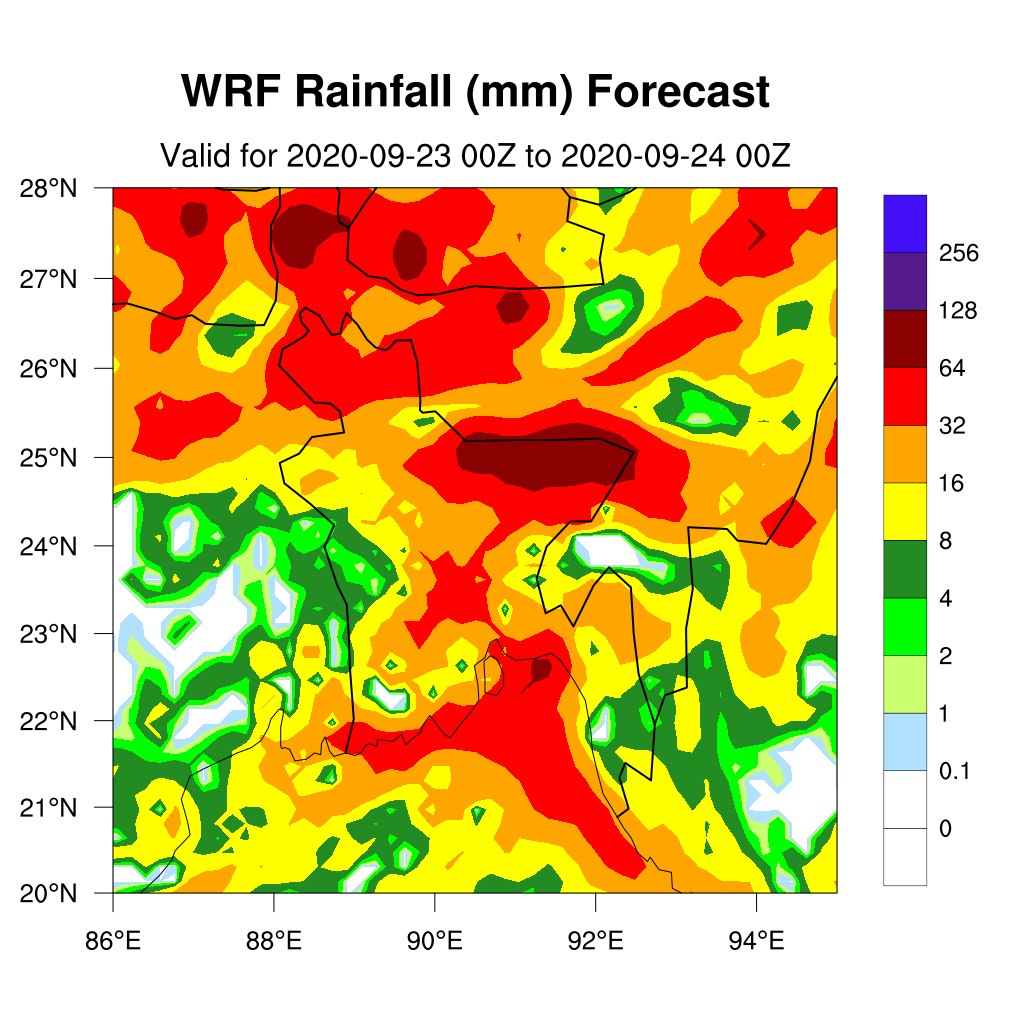 WRF Rainfall (mm) Forecast
Valid for 2020-09-23 00Z to 2020-09-24 00Z
28°N
27°N
26°N
25°N
24°N
23°N
22°N
21°N
20°N
86°E 88°E 90°E 92°E 94°E
256
128
64
32
16
8
4
2
1
0.1
0